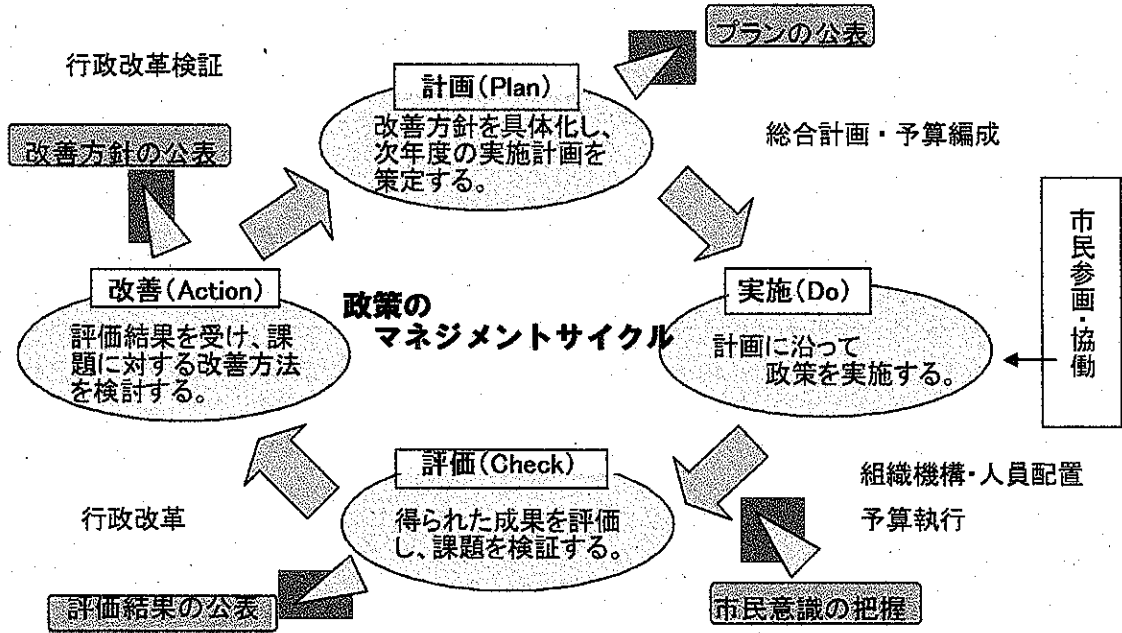 プランの公表
行政改革検証
計画(Plan)
改善方針を具体化し、
次年度の実施計画を
策定する。
総合計画・予算編成
改善方針の公表
市民参画・協働
改善(Action)
評価結果を受け、課
題に対する改善方法
を検討する。
政策の
マネジメントサイクル
実施(Do)
計画に沿って
政策を実施する。
評価(Check)
得られた成果を評価
し、課題を検証する。
組織機構・人員配置
予算執行
行政改革
評価結果の公表
市民意識の把握